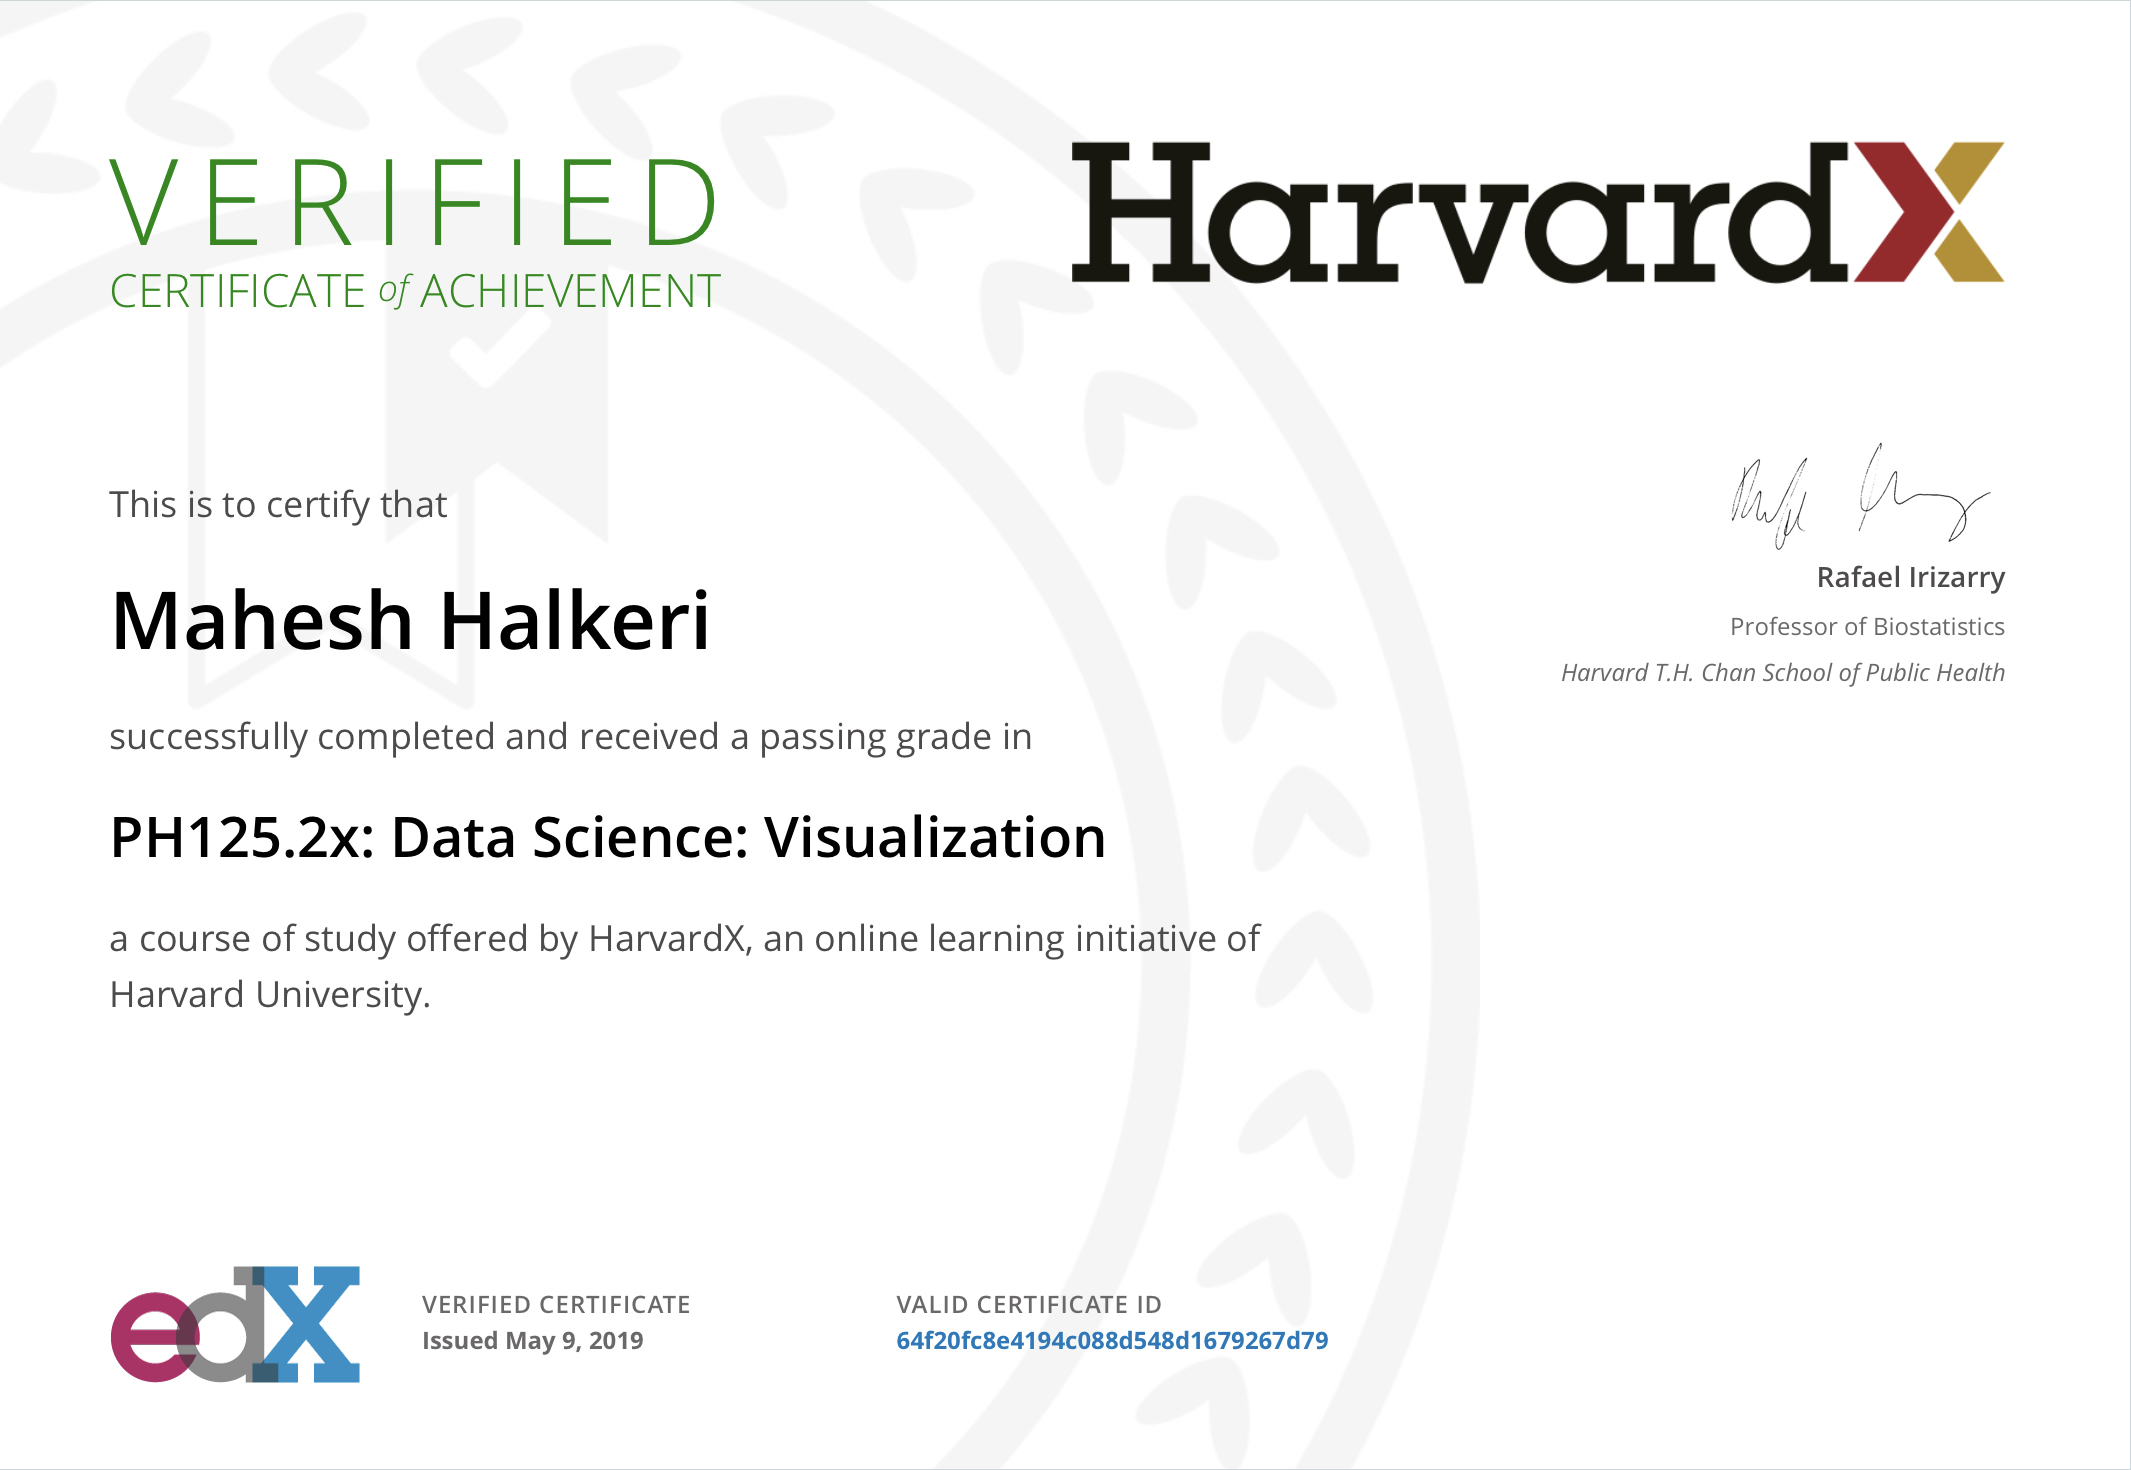 VERIFIED
CERTIFICATE of ACHIEVEMENT
HarvardX
This is to certify that
Mahesh Halkeri
successfully completed and received a passing grade in
PH125.2x: Data Science: Visualization
a course of study offered by HarvardX, an online learning initiative of
Harvard University.
Rafael Irizarry
Professor of Biostatistics
Harvard T.H. Chan School of Public Health
edX
VERIFIED CERTIFICATE
Issued May 9, 2019
VALID CERTIFICATE ID
64f20fc8e4194c088d548d1679267d79